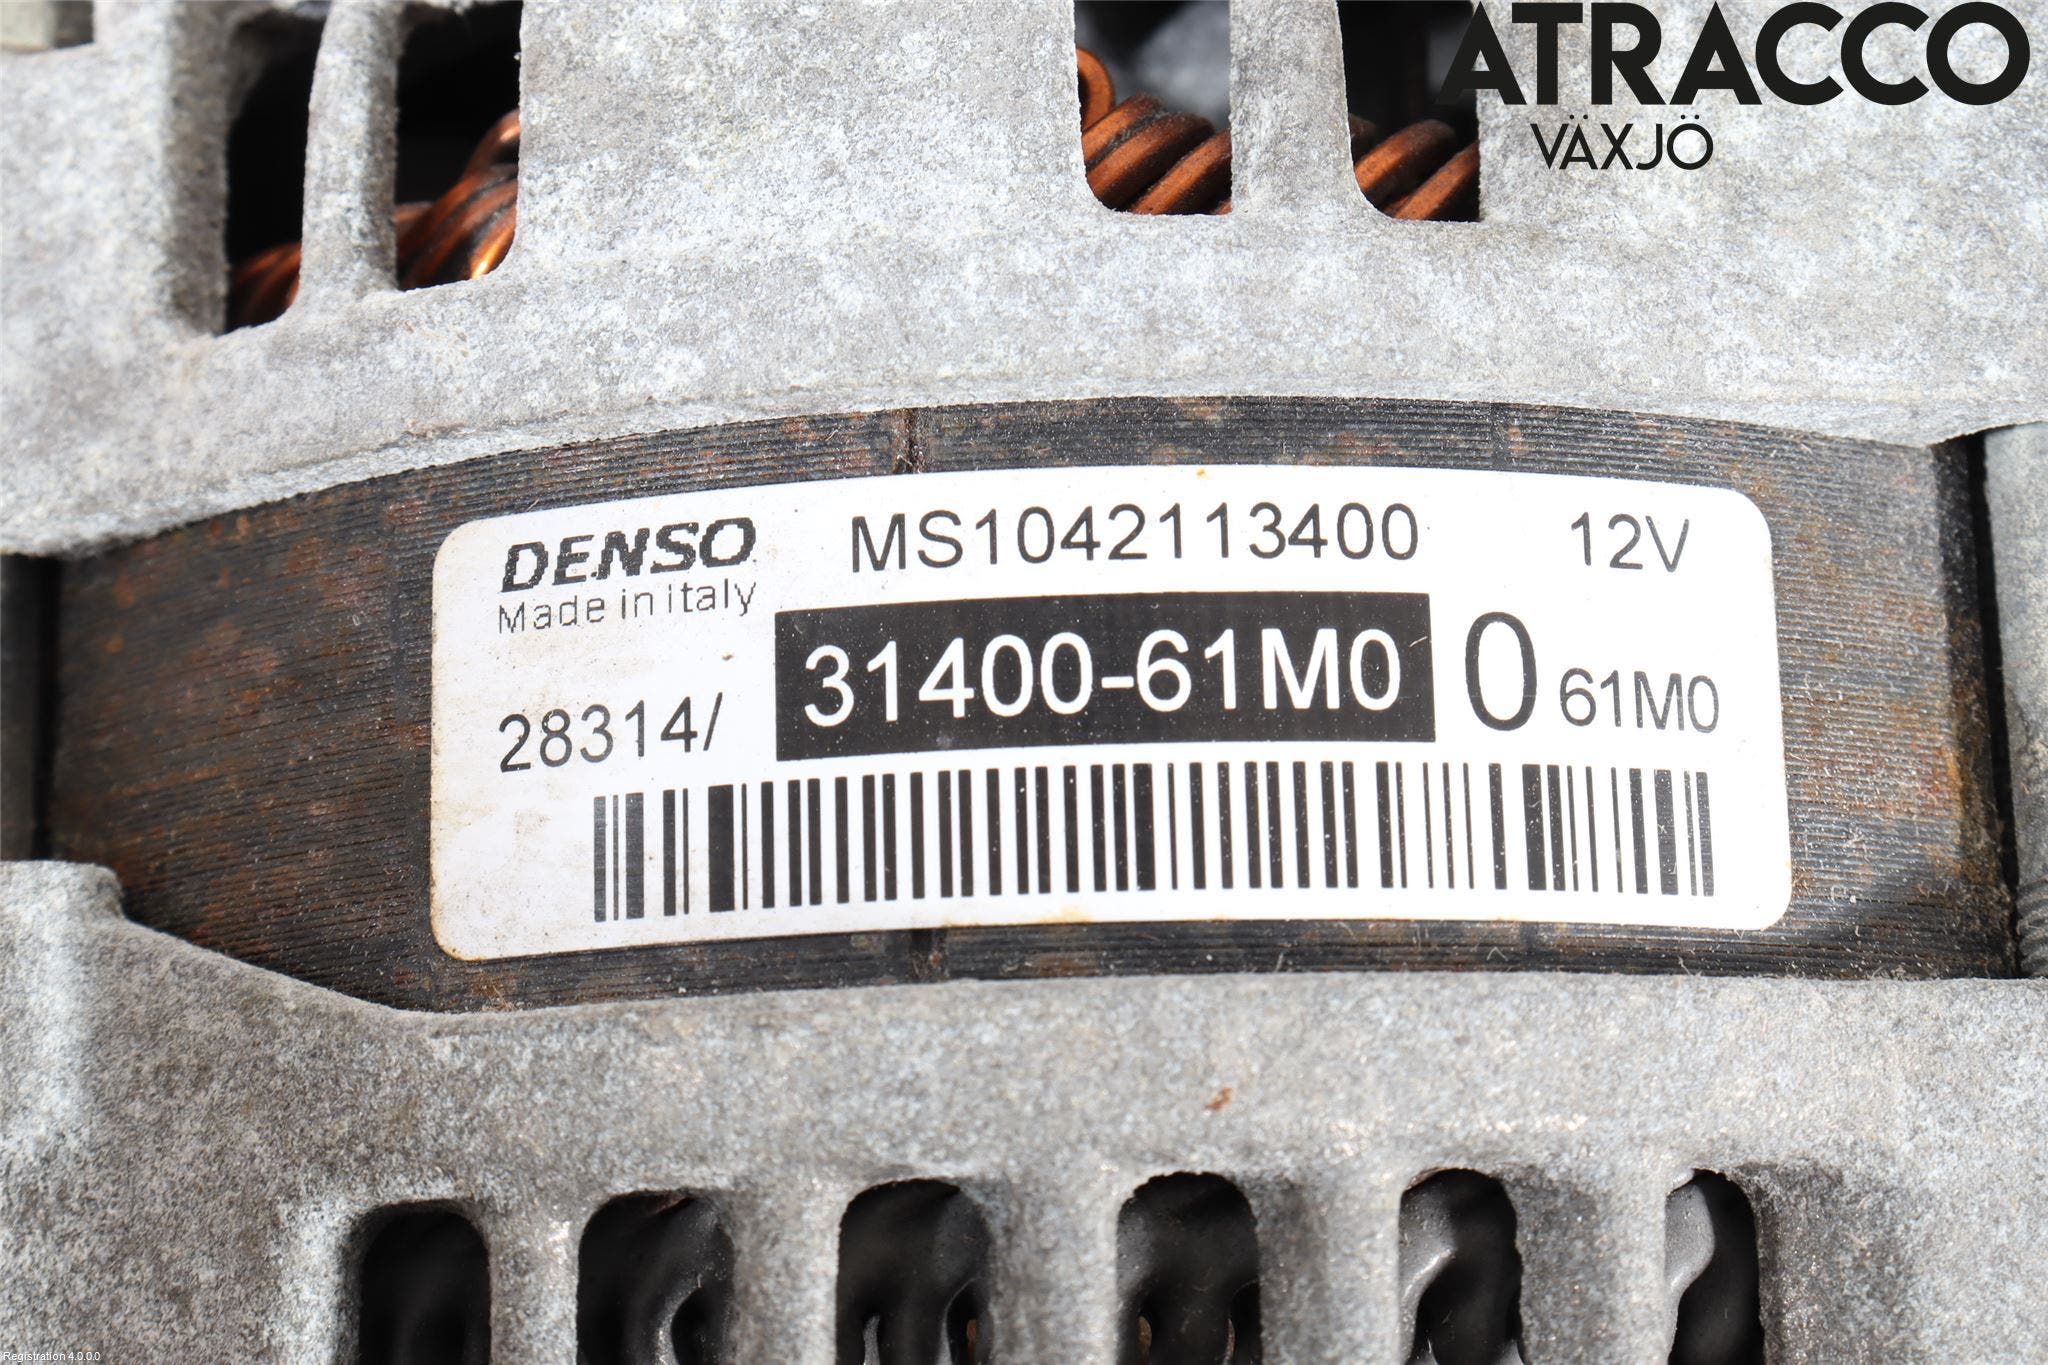 ATRACCO
VÄXJÖ
DENSO MS1042113400 12V
Made in italy
28314/ 31400-61M0 0 61M0
Registration 4.0.0.0